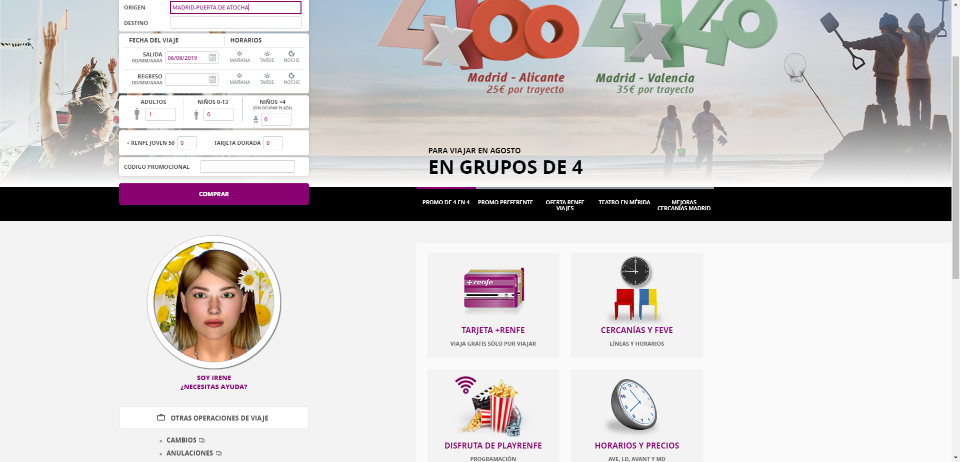 ORIGEN
MADRID-PUERTA DE ATOCHA
DESTINO
FECHA DEL VIAJE
HORARIOS
SALIDA
DD/MM/AAAA
06/08/2019
MAÑANA
TARDE
NOCHE
REGRESO
DD/MM/AAAA
MAÑANA
TARDE
NOCHE
ADULTOS
NIÑOS 0-13
NIÑOS <4
(SIN OCUPAR PLAZA)
1
0
0
+ RENFE JOVEN 50
0
TARJETA DORADA
0
CÓDIGO PROMOCIONAL
COMPRAR
4x100
Madrid - Alicante
25€ por trayecto
4x140
Madrid - Valencia
35€ por trayecto
PARA VIAJAR EN AGOSTO
EN GRUPOS DE 4
PROMO DE 4 EN 4
PROMO PREFERENTE
OFERTA RENFE
VIAJES
TEATRO EN MÉRIDA
MEJORAS
CERCANÍAS MADRID
SOY IRENE
¿NECESITAS AYUDA?
OTRAS OPERACIONES DE VIAJE
CAMBIOS
ANULACIONES
+renfe
TARJETA +RENFE
VIAJA GRATIS SÓLO POR VIAJAR
CERCANÍAS Y FEVE
LÍNEAS Y HORARIOS
DISFRUTA DE PLAYRENFE
PROGRAMACIÓN
HORARIOS Y PRECIOS
AVE, LD, AVANT Y MD